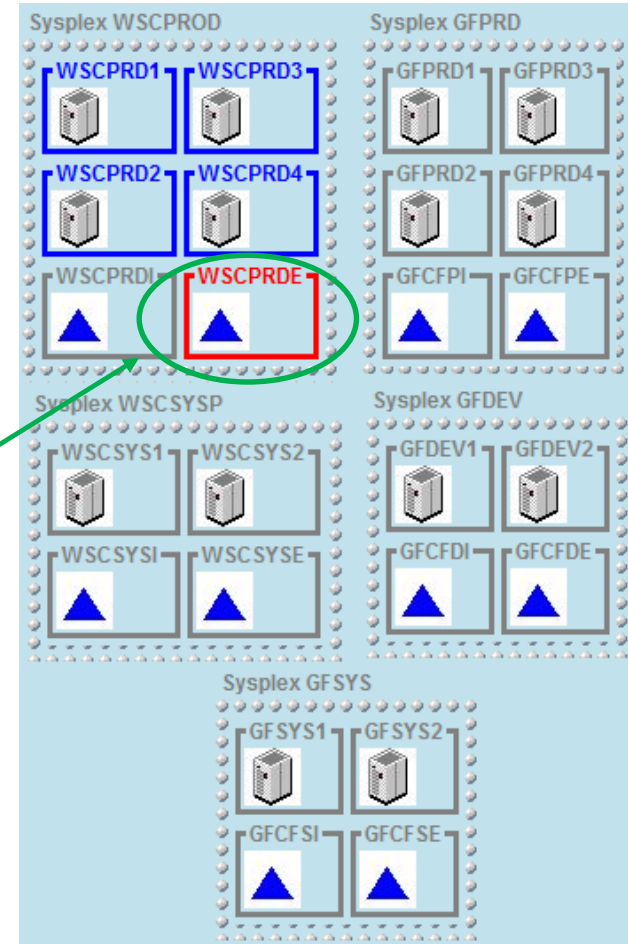 Sysplex WSCPROD
WSCPRD1 WSCPRD3
WSCPRD2 WSCPRD4
WSCPRDI WSCPRDE
Sysplex GFPRD
GFPRD1 GFPRD3
GFPRD2 GFPRD4
GFCFPI GFCFPE
Sysplex WSCSYSP
WSCSYS1 WSCSYS2
WSCSYSI WSCSYSE
Sysplex GFDEV
GFDEV1 GFDEV2
GFCFDI GFCFDE
Sysplex GFSYS
GFSYS1 GFSYS2
GFCFSI GFCFSE